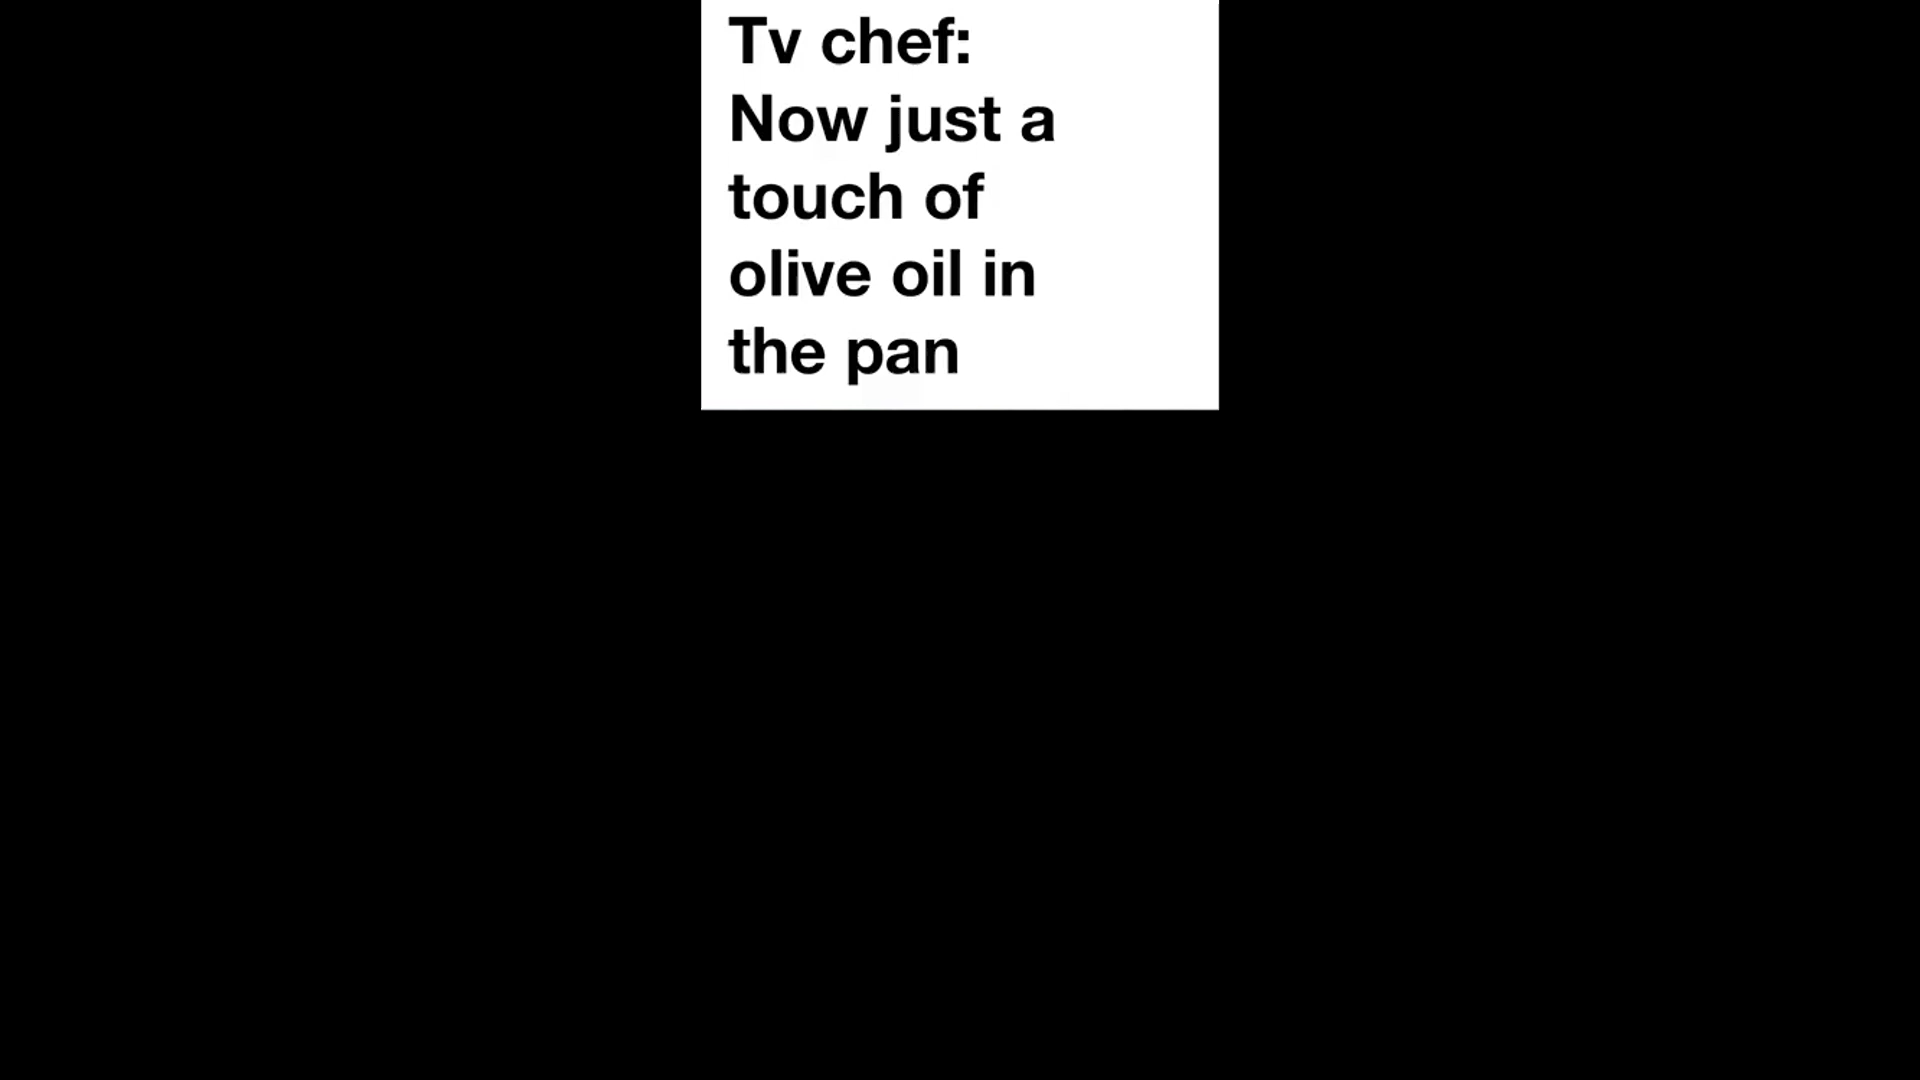 Tv chef:
Now just a
touch of
olive oil in
the pan